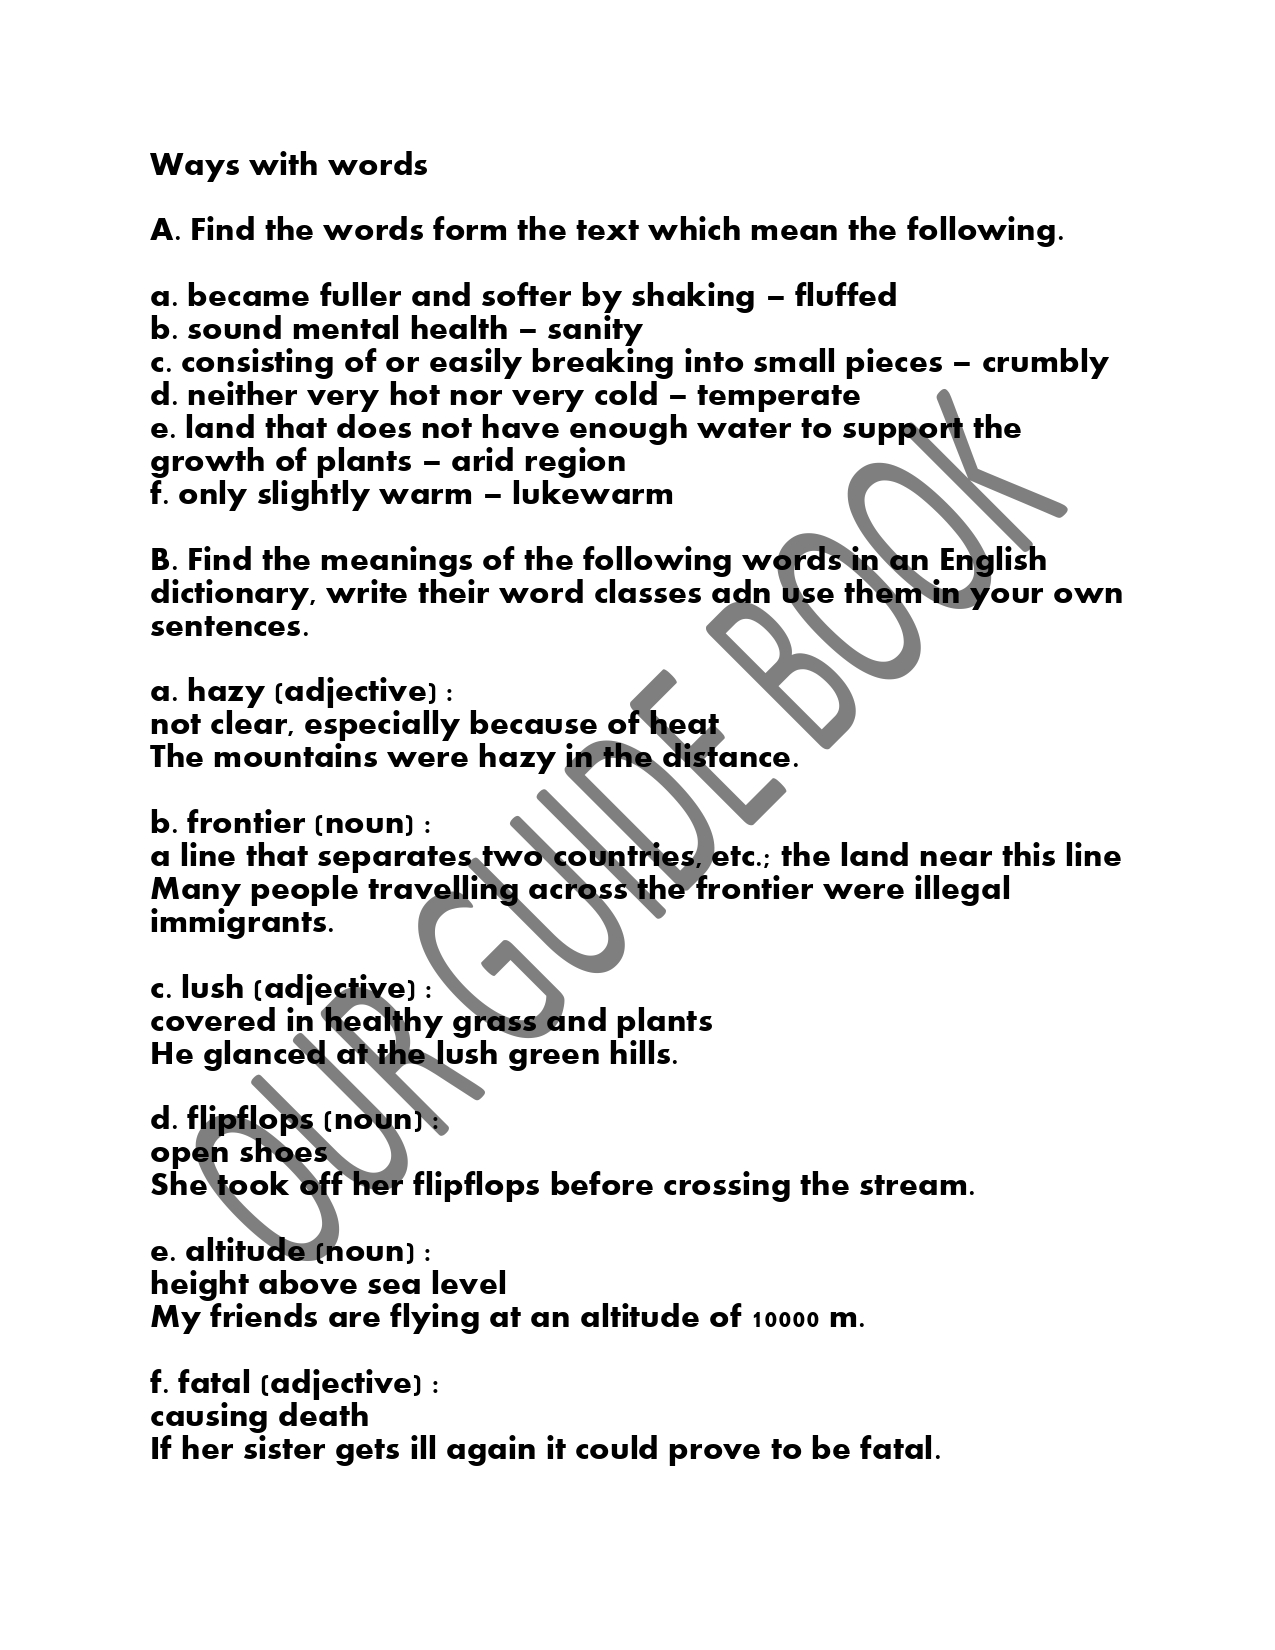 Ways with words
A. Find the words form the text which mean the following.
a. became fuller and softer by shaking – fluffed
b. sound mental health – sanity
c. consisting of or easily breaking into small pieces – crumbly
d. neither very hot nor very cold – temperate
e. land that does not have enough water to support the
growth of plants – arid region
f. only slightly warm – lukewarm
B. Find the meanings of the following words in an English
dictionary, write their word classes adn use them in your own
sentences.
a. hazy (adjective) :
not clear, especially because of heat
The mountains were hazy in the distance.
b. frontier (noun) :
a line that separates two countries, etc.; the land near this line
Many people travelling across the frontier were illegal
immigrants.
c. lush (adjective) :
covered in healthy grass and plants
He glanced at the lush green hills.
d. flipflops (noun) :
open shoes
She took off her flipflops before crossing the stream.
e. altitude (noun) :
height above sea level
My friends are flying at an altitude of 10000 m.
f. fatal (adjective) :
causing death
If her sister gets ill again it could prove to be fatal.
OUR GUIDE BOOK